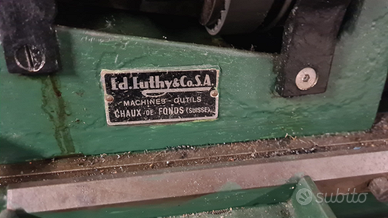 Ed. Luthy & Co. S.A.
MACHINES - OUTILS
CHAUX-DE-FONDS (SUISSE)
subito